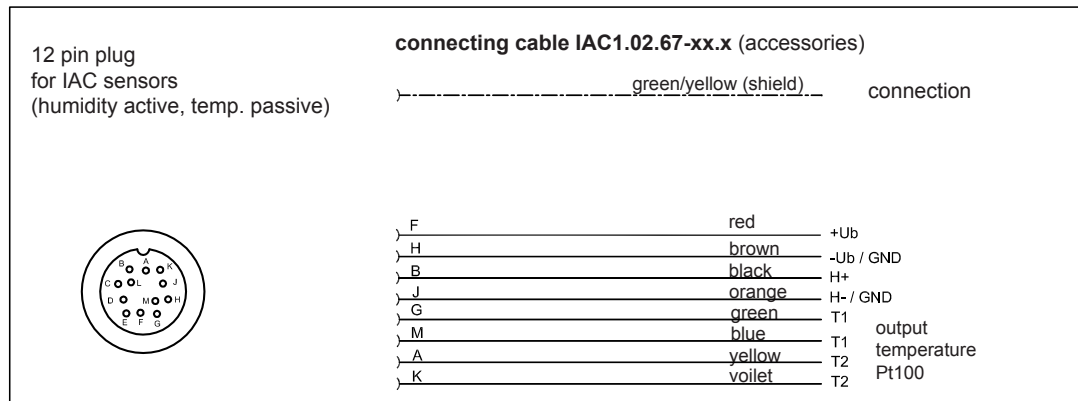 12 pin plug
for IAC sensors
(humidity active, temp. passive)
connecting cable IAC1.02.67-xx.x (accessories)
green/yellow (shield) connection
F red +Ub
H brown -Ub / GND
B black H+
J orange H- / GND
G green T1
M blue T1
A yellow T2
K voilet T2
output
temperature
Pt100
B A K
C L J
D M H
E F G